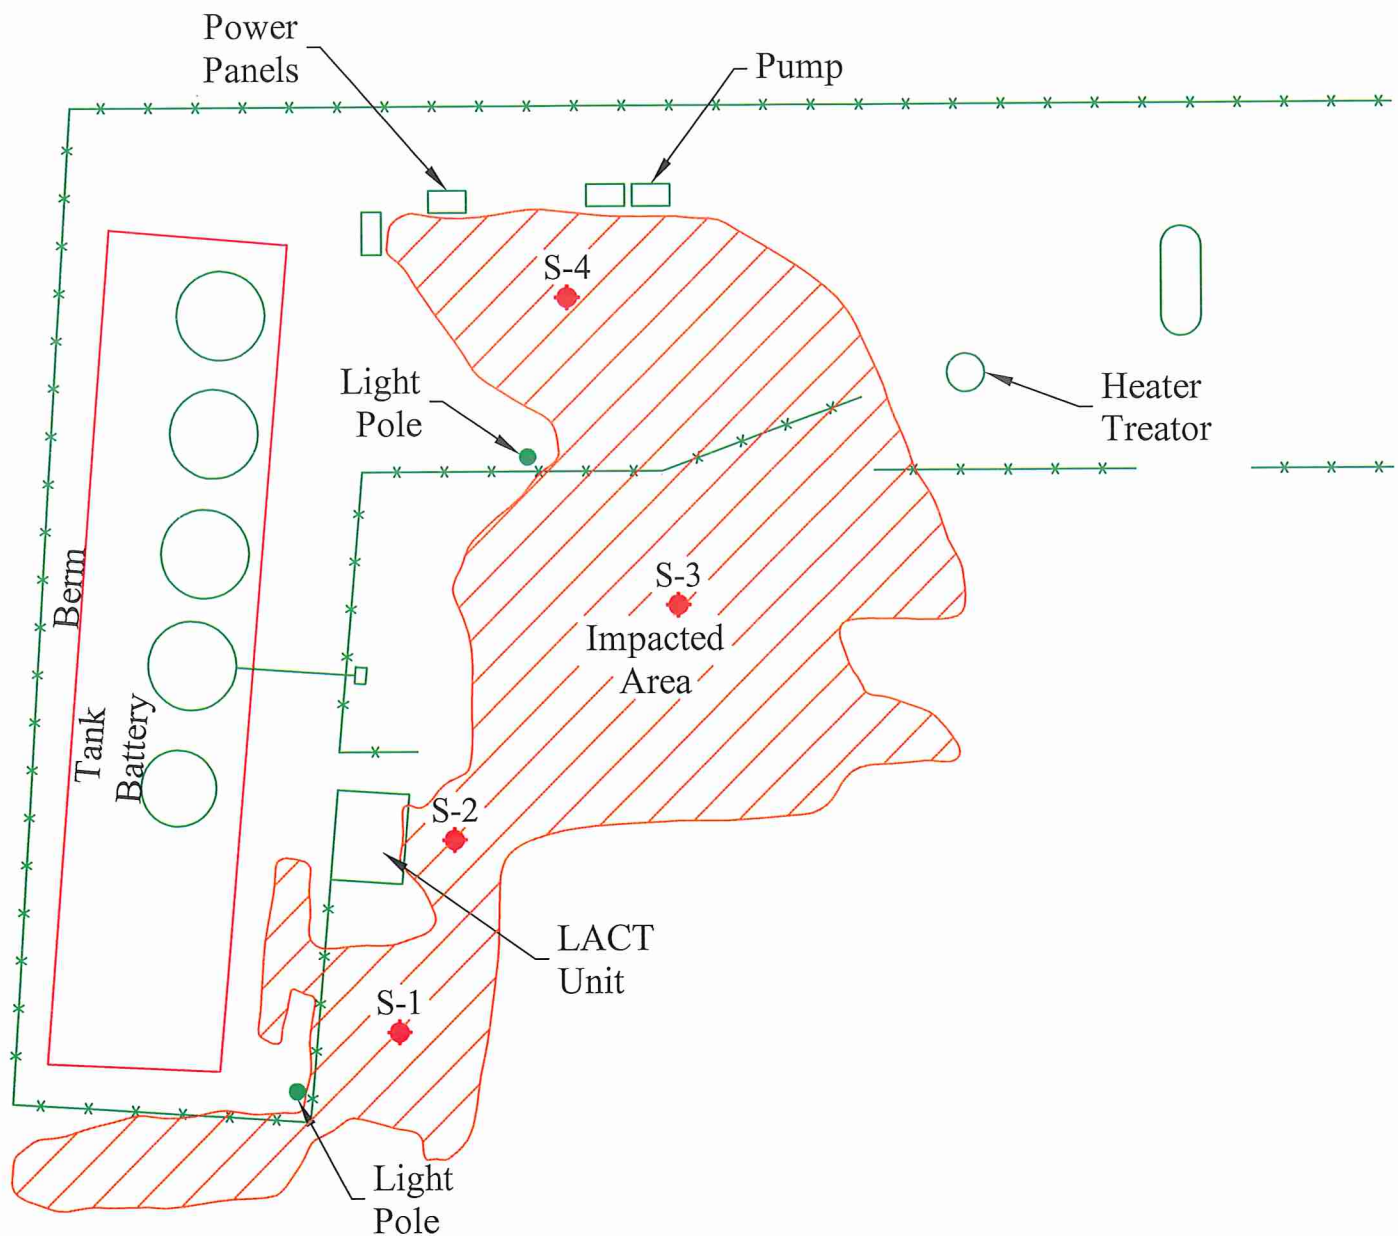 Power
Panels
Pump
S-4
Light
Pole
Heater
Treator
S-3
Impacted
Area
Berm
Tank
Battery
S-2
LACT
Unit
S-1
Light
Pole